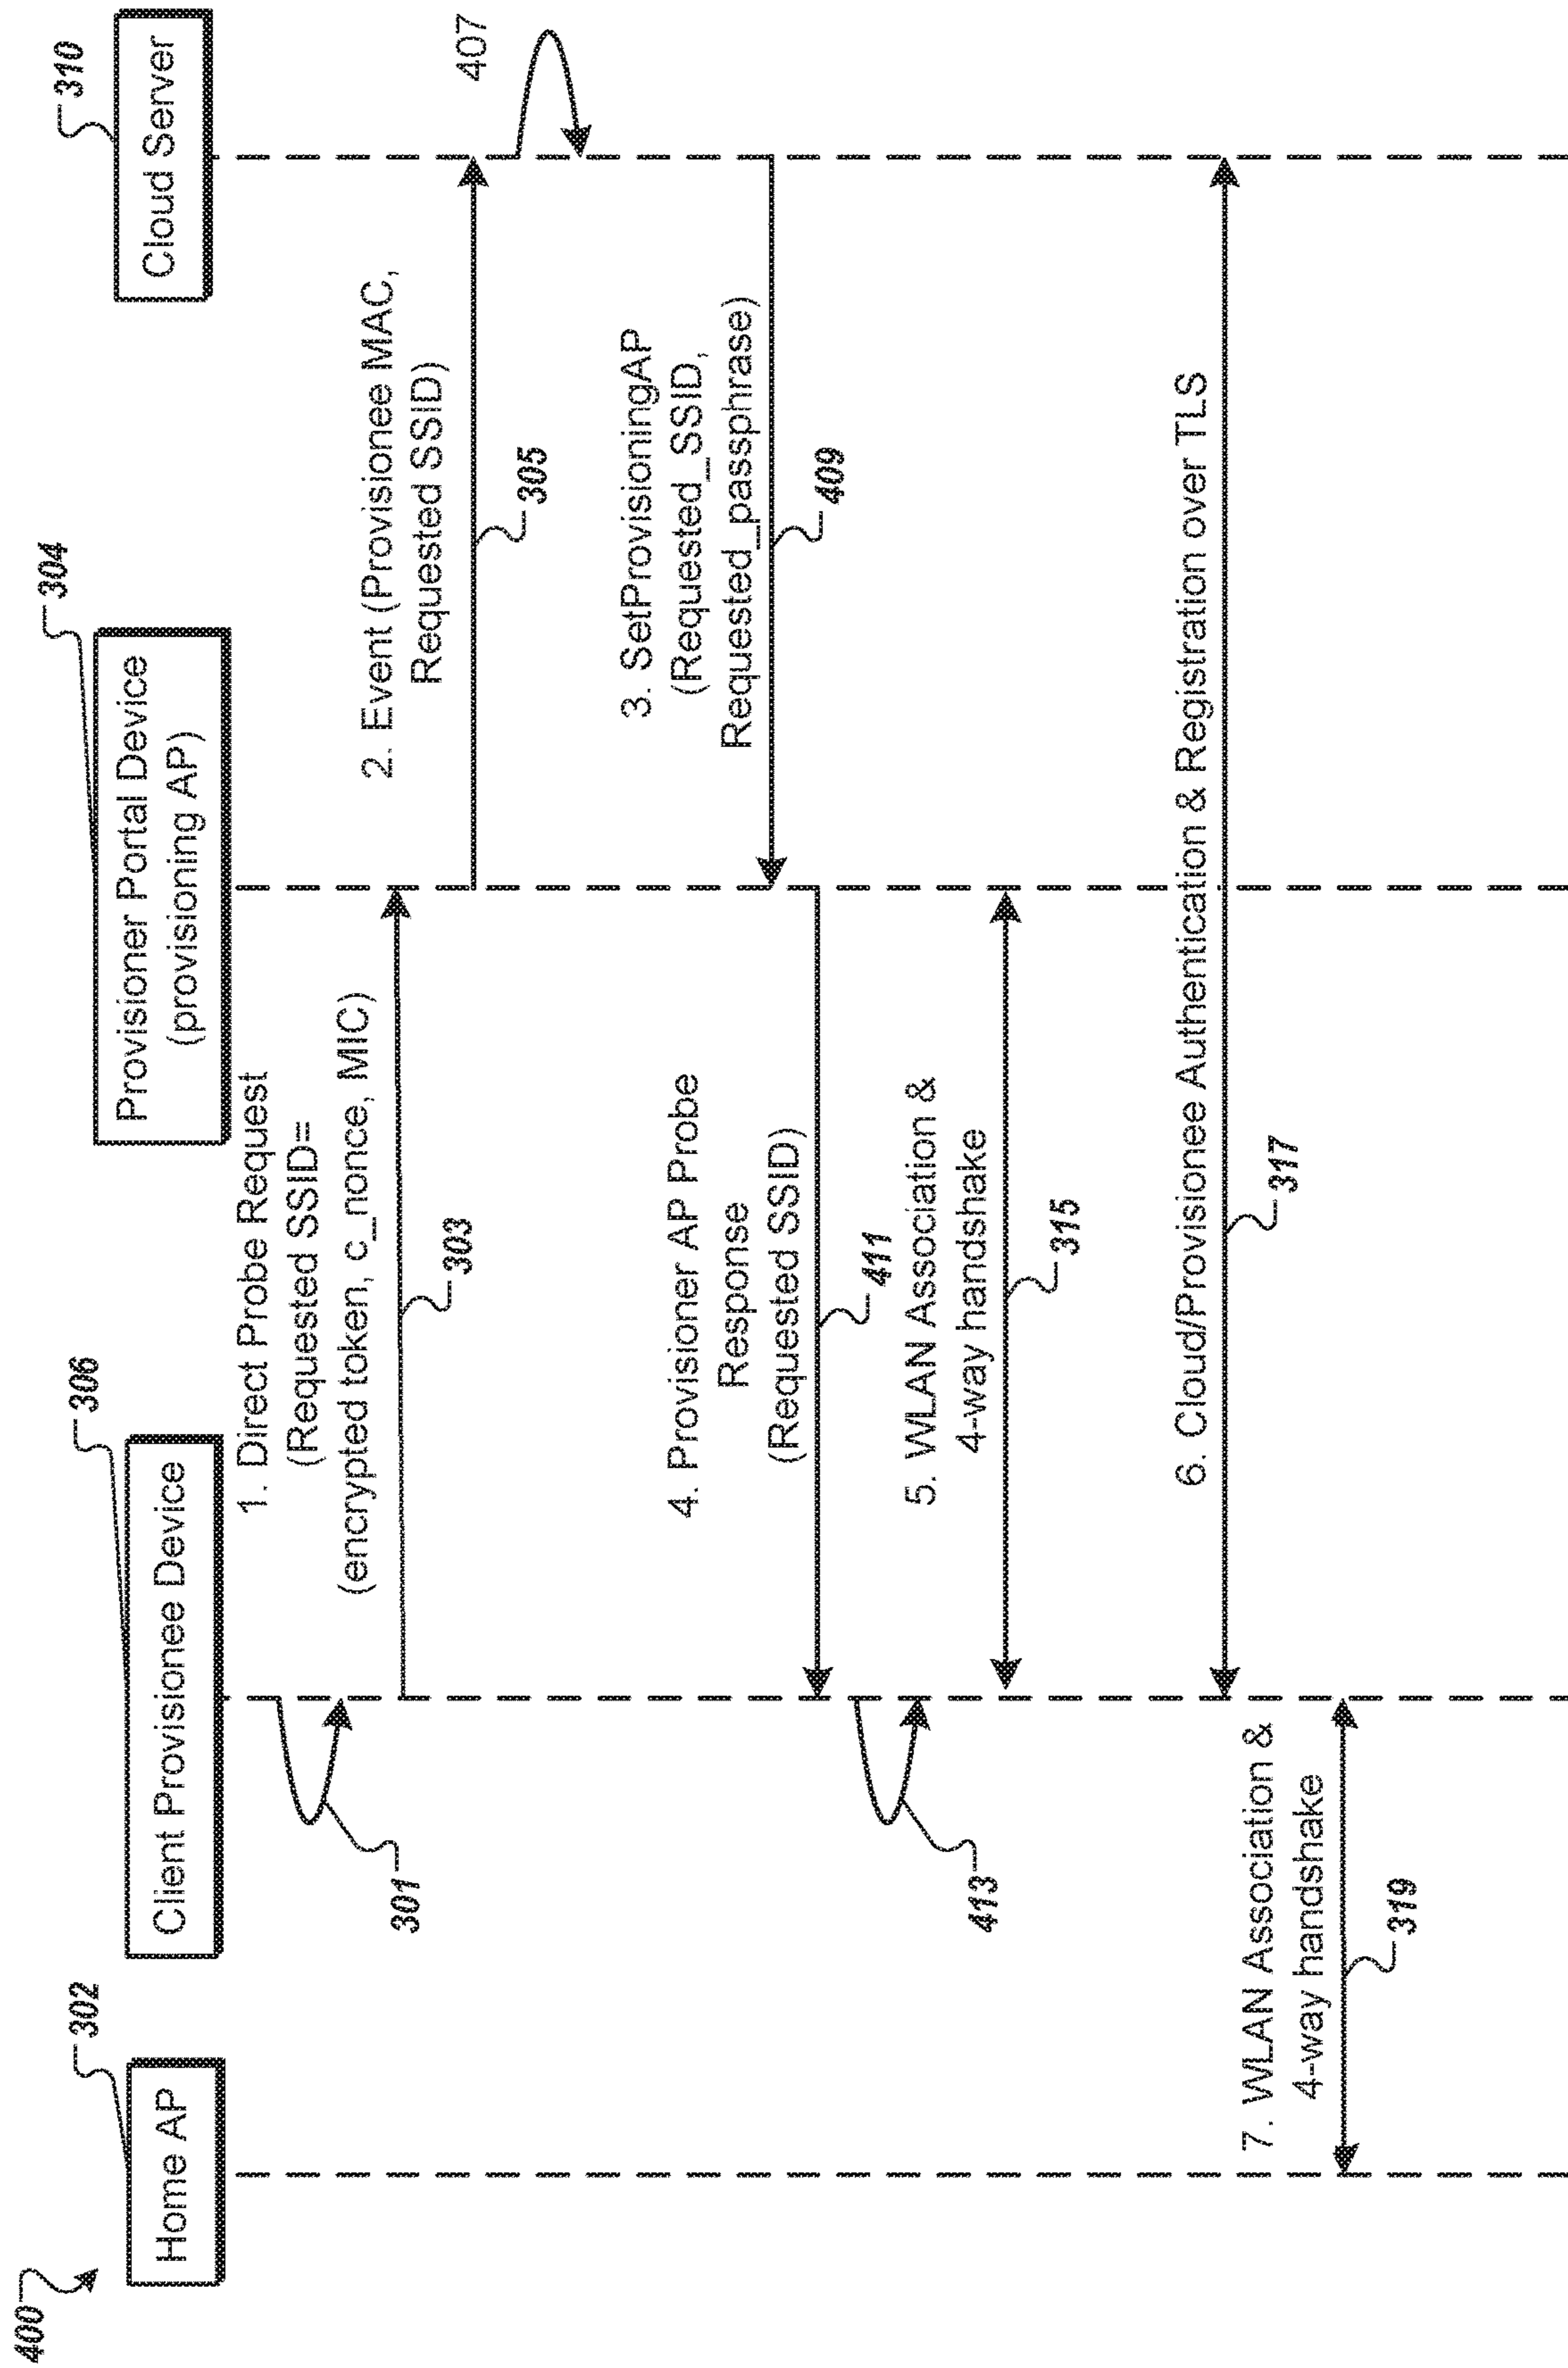 400
302
Home AP
306
Client Provisionee Device
304
Provisioner Portal Device
(provisioning AP)
310
Cloud Server
301
1. Direct Probe Request
(Requested SSID=
(encrypted token, c_nonce, MIC)
303
2. Event (Provisionee MAC,
Requested SSID)
305
407
3. SetProvisioningAP
(Requested_SSID,
Requested_passphrase)
409
4. Provisioner AP Probe
Response
(Requested SSID)
411
413
5. WLAN Association &
4-way handshake
315
6. Cloud/Provisionee Authentication & Registration over TLS
317
7. WLAN Association &
4-way handshake
319